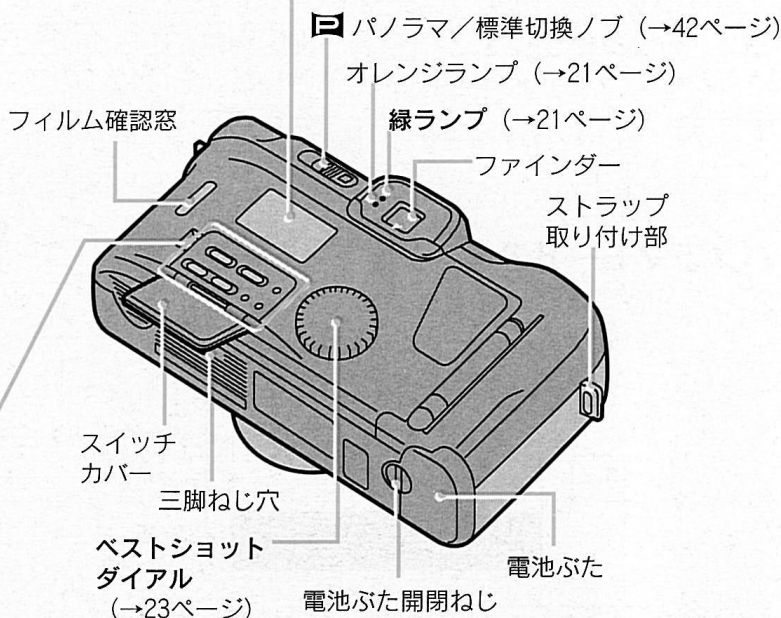 P パノラマ／標準切換ノブ（→42ページ）
オレンジランプ（→21ページ）
緑ランプ（→21ページ）
フィルム確認窓
ファインダー
ストラップ
取り付け部
スイッチ
カバー
三脚ねじ穴
ベストショット
ダイアル
（→23ページ）
電池ぶた開閉ねじ
電池ぶた